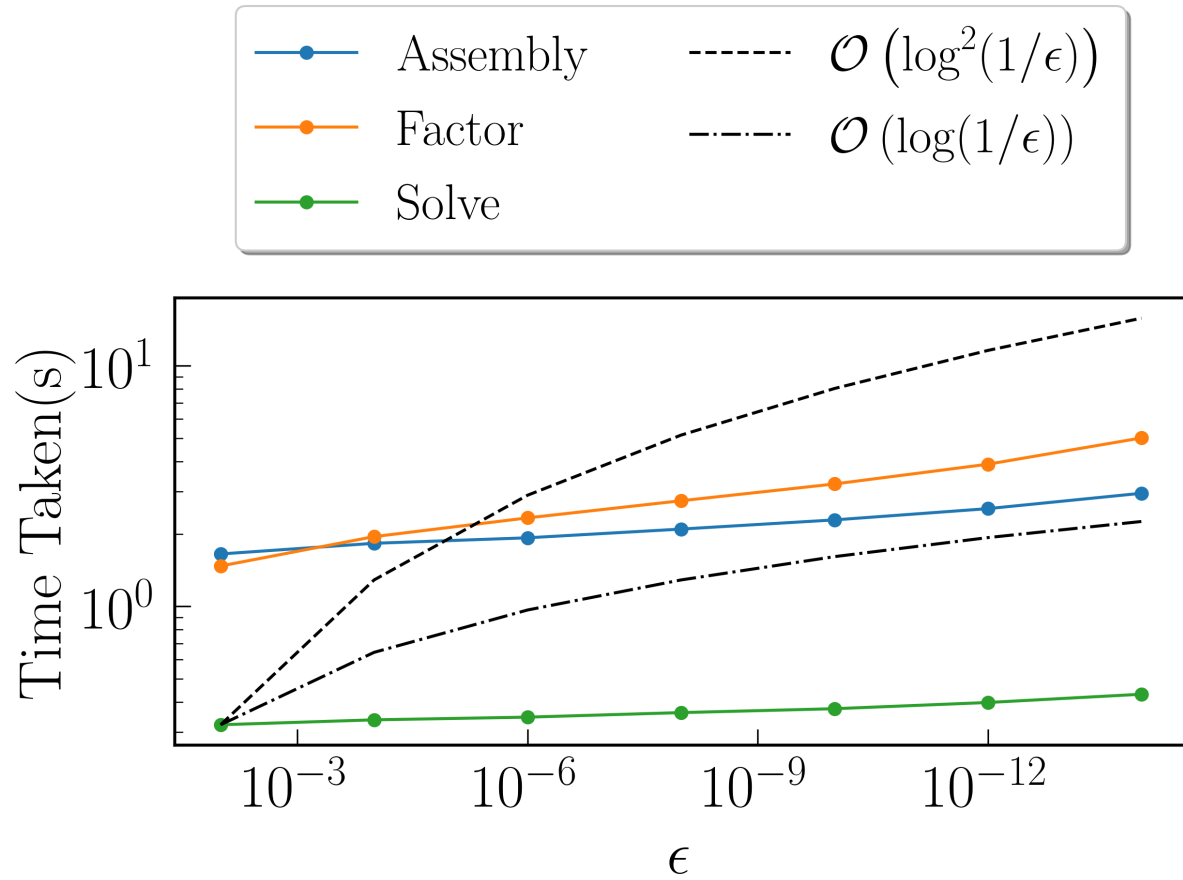 Assembly
Factor
Solve
𝒪 (log²(1/ϵ))
𝒪 (log(1/ϵ))
Time Taken(s)
10¹
10⁰
10⁻³ 10⁻⁶ 10⁻⁹ 10⁻¹²
ϵ